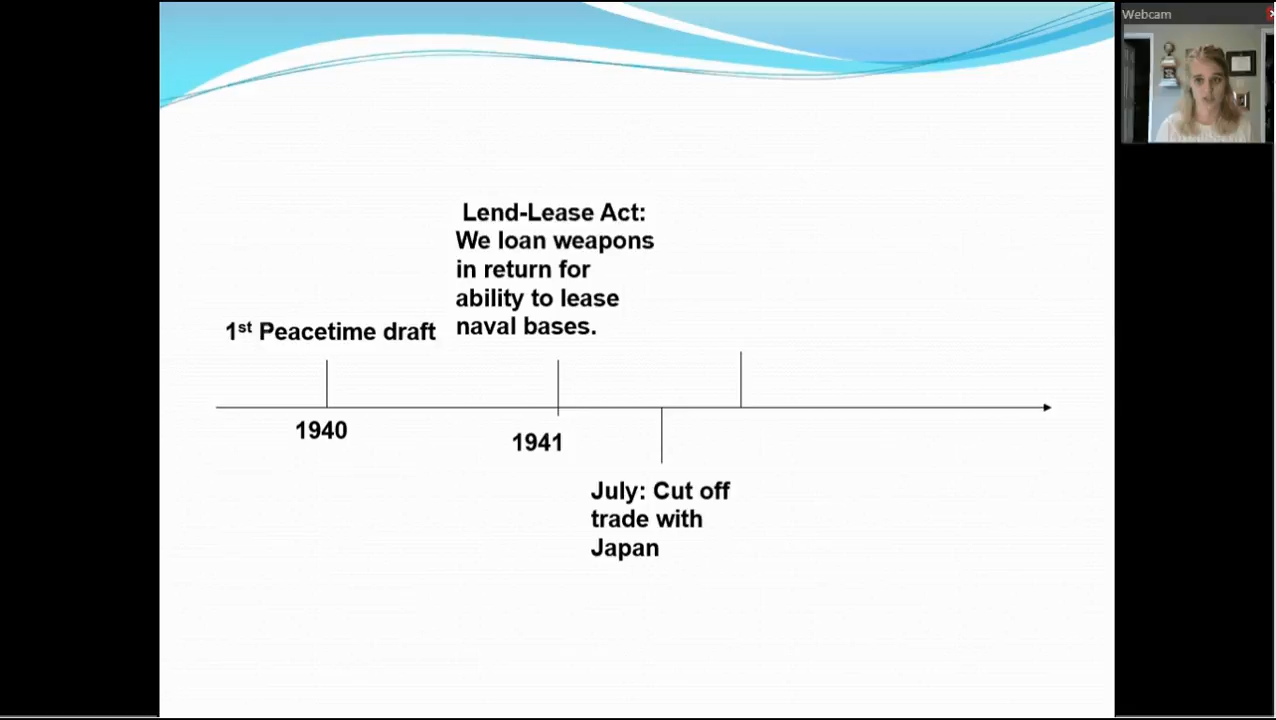 Webcam
Lend-Lease Act:
We loan weapons
in return for
ability to lease
naval bases.
1st Peacetime draft
1940
1941
July: Cut off
trade with
Japan